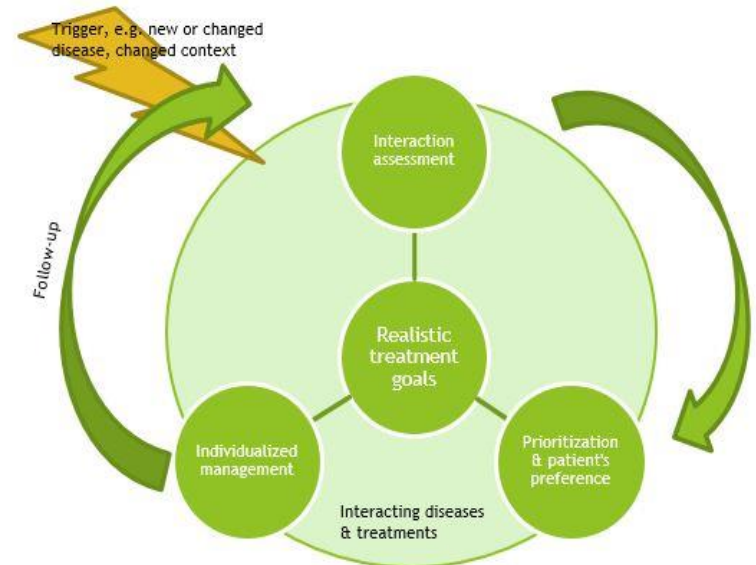 Trigger, e.g. new or changed
disease, changed context
Interaction
assessment
Follow-up
Realistic
treatment
goals
Individualized
management
Prioritization
& patient's
preference
Interacting diseases
& treatments